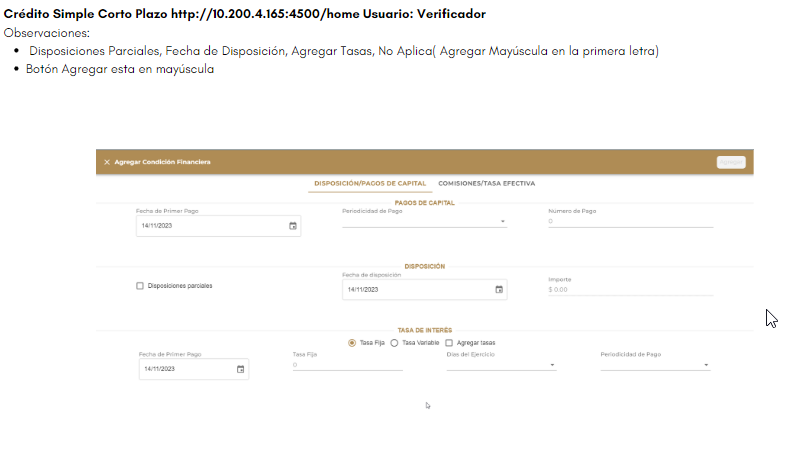 Crédito Simple Corto Plazo http://10.200.4.165:4500/home Usuario: Verificador
Observaciones:
• Disposiciones Parciales, Fecha de Disposición, Agregar Tasas, No Aplica( Agregar Mayúscula en la primera letra)
• Botón Agregar esta en mayúscula
× Agregar Condición Financiera Agregar
DISPOSICIÓN/PAGOS DE CAPITAL COMISIONES/TASA EFECTIVA
PAGOS DE CAPITAL
Fecha de Primer Pago Periodicidad de Pago Número de Pago
14/11/2023 0
DISPOSICIÓN
Disposiciones parciales Fecha de disposición Importe
14/11/2023 $ 0.00
TASA DE INTERÉS
Tasa Fija Tasa Variable Agregar tasas
Fecha de Primer Pago Tasa Fija Días del Ejercicio Periodicidad de Pago
14/11/2023 0